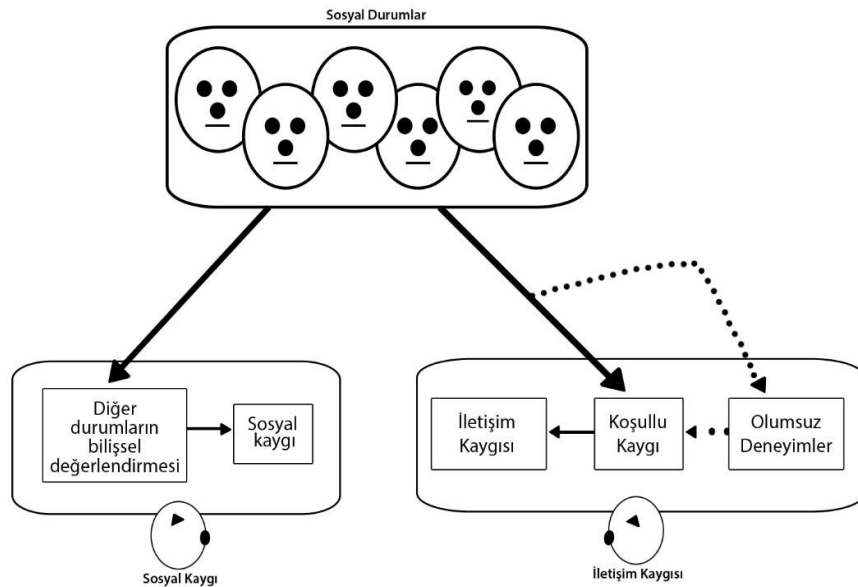 Sosyal Durumlar
Diğer
durumların
bilişsel
değerlendirmesi
Sosyal
kaygı
İletişim
Kaygısı
Koşullu
Kaygı
Olumsuz
Deneyimler
Sosyal Kaygı
İletişim Kaygısı